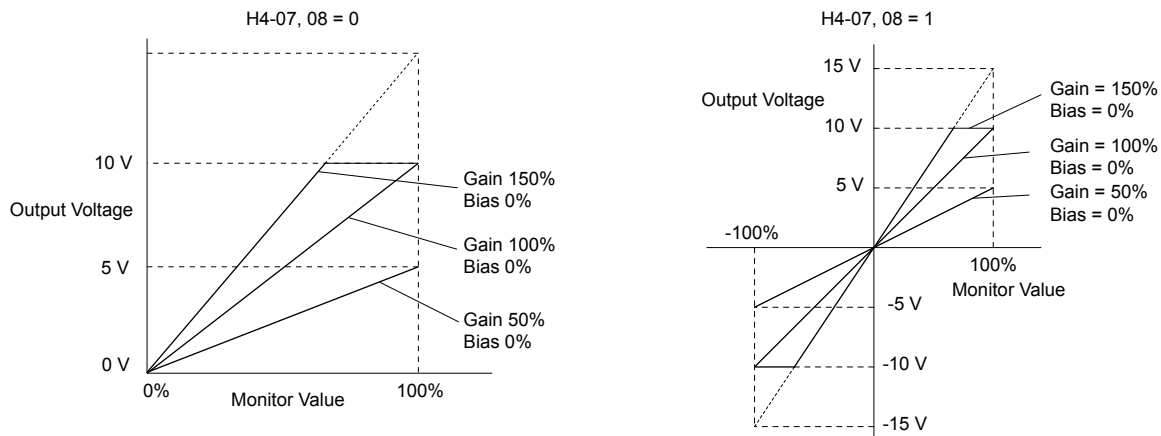 H4-07, 08 = 0
10 V
Output Voltage
5 V
0 V
0%
100%
Monitor Value
Gain 150%
Bias 0%
Gain 100%
Bias 0%
Gain 50%
Bias 0%
H4-07, 08 = 1
15 V
Output Voltage
10 V
5 V
Gain = 150%
Bias = 0%
Gain = 100%
Bias = 0%
Gain = 50%
Bias = 0%
-100%
100%
Monitor Value
-5 V
-10 V
-15 V